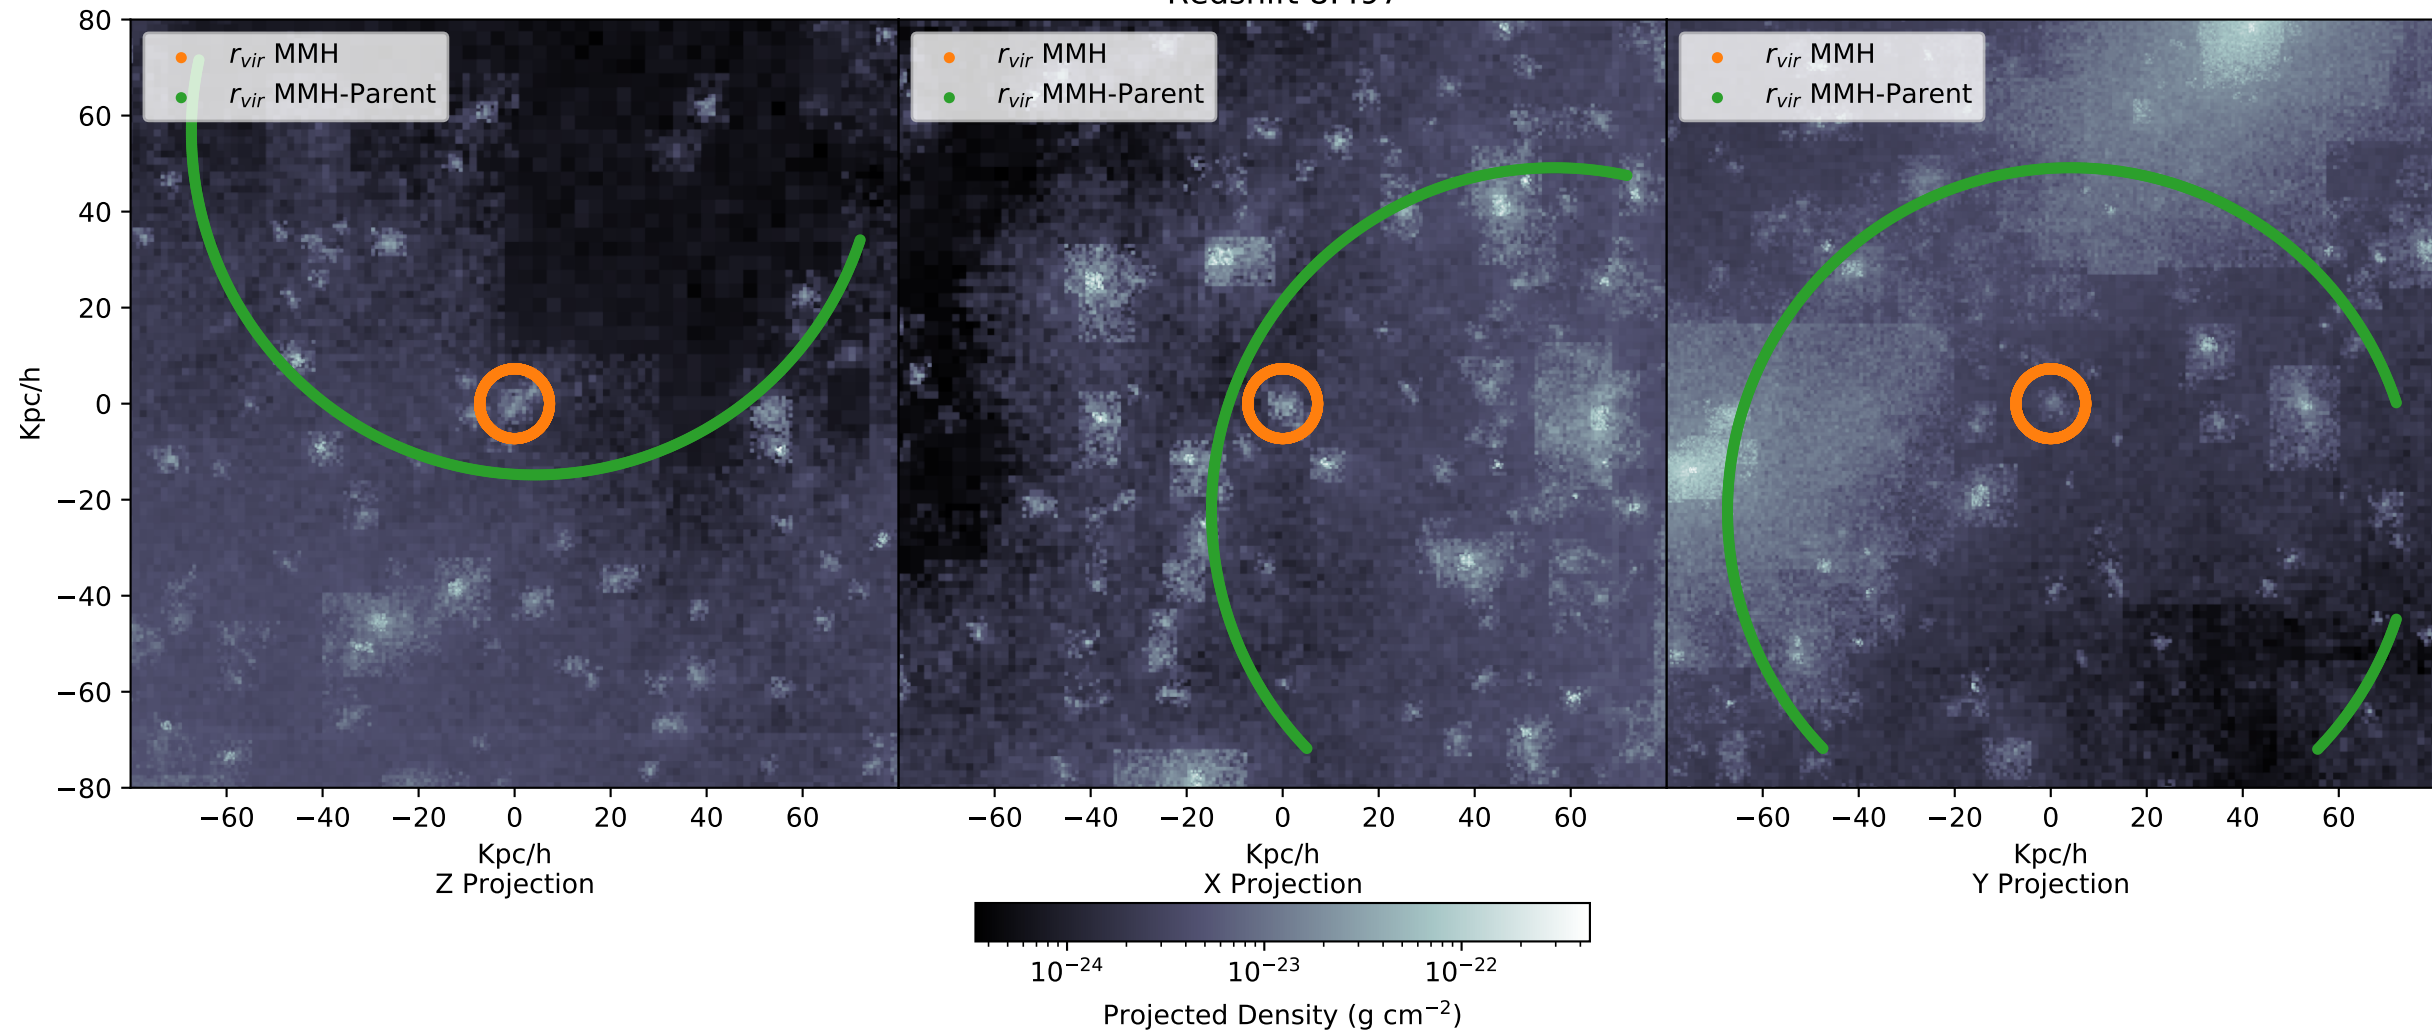 r_vir MMH
r_vir MMH-Parent
r_vir MMH
r_vir MMH-Parent
r_vir MMH
r_vir MMH-Parent
Kpc/h
80
60
40
20
0
−20
−40
−60
−80
−60 −40 −20 0 20 40 60
−60 −40 −20 0 20 40 60
−60 −40 −20 0 20 40 60
Kpc/h
Z Projection
Kpc/h
X Projection
Kpc/h
Y Projection
10⁻²⁴ 10⁻²³ 10⁻²²
Projected Density (g cm⁻²)